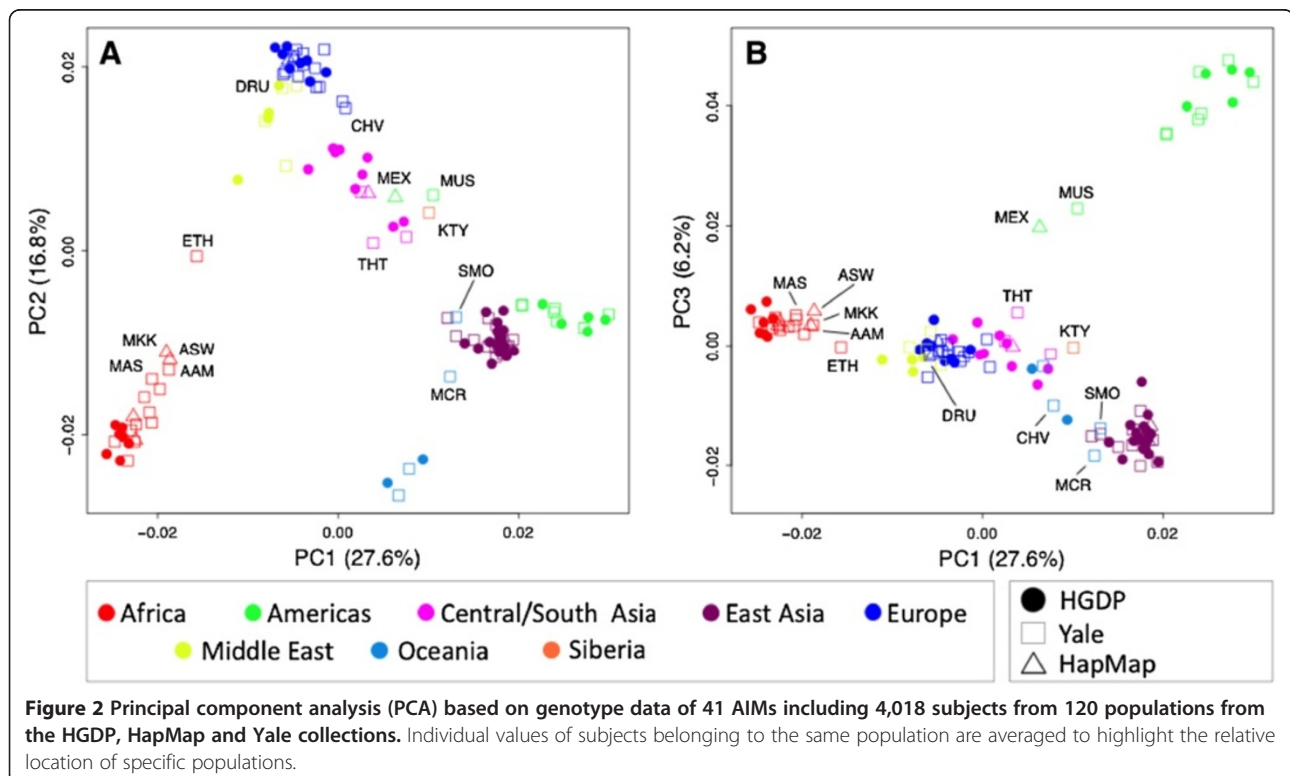 A
PC2 (16.8%)
0.02
0.00
−0.02
DRU
CHV
MEX
MUS
KTY
THT
ETH
SMO
MKK
ASW
MAS
AAM
MCR
−0.02
0.00
0.02
PC1 (27.6%)
B
PC3 (6.2%)
0.04
0.02
0.00
−0.02
MUS
MEX
MAS
ASW
THT
MKK
AAM
KTY
ETH
DRU
SMO
CHV
MCR
−0.02
0.00
0.02
PC1 (27.6%)
Africa
Americas
Central/South Asia
East Asia
Europe
Middle East
Oceania
Siberia
HGDP
Yale
HapMap
Figure 2 Principal component analysis (PCA) based on genotype data of 41 AIMs including 4,018 subjects from 120 populations from
the HGDP, HapMap and Yale collections. Individual values of subjects belonging to the same population are averaged to highlight the relative
location of specific populations.